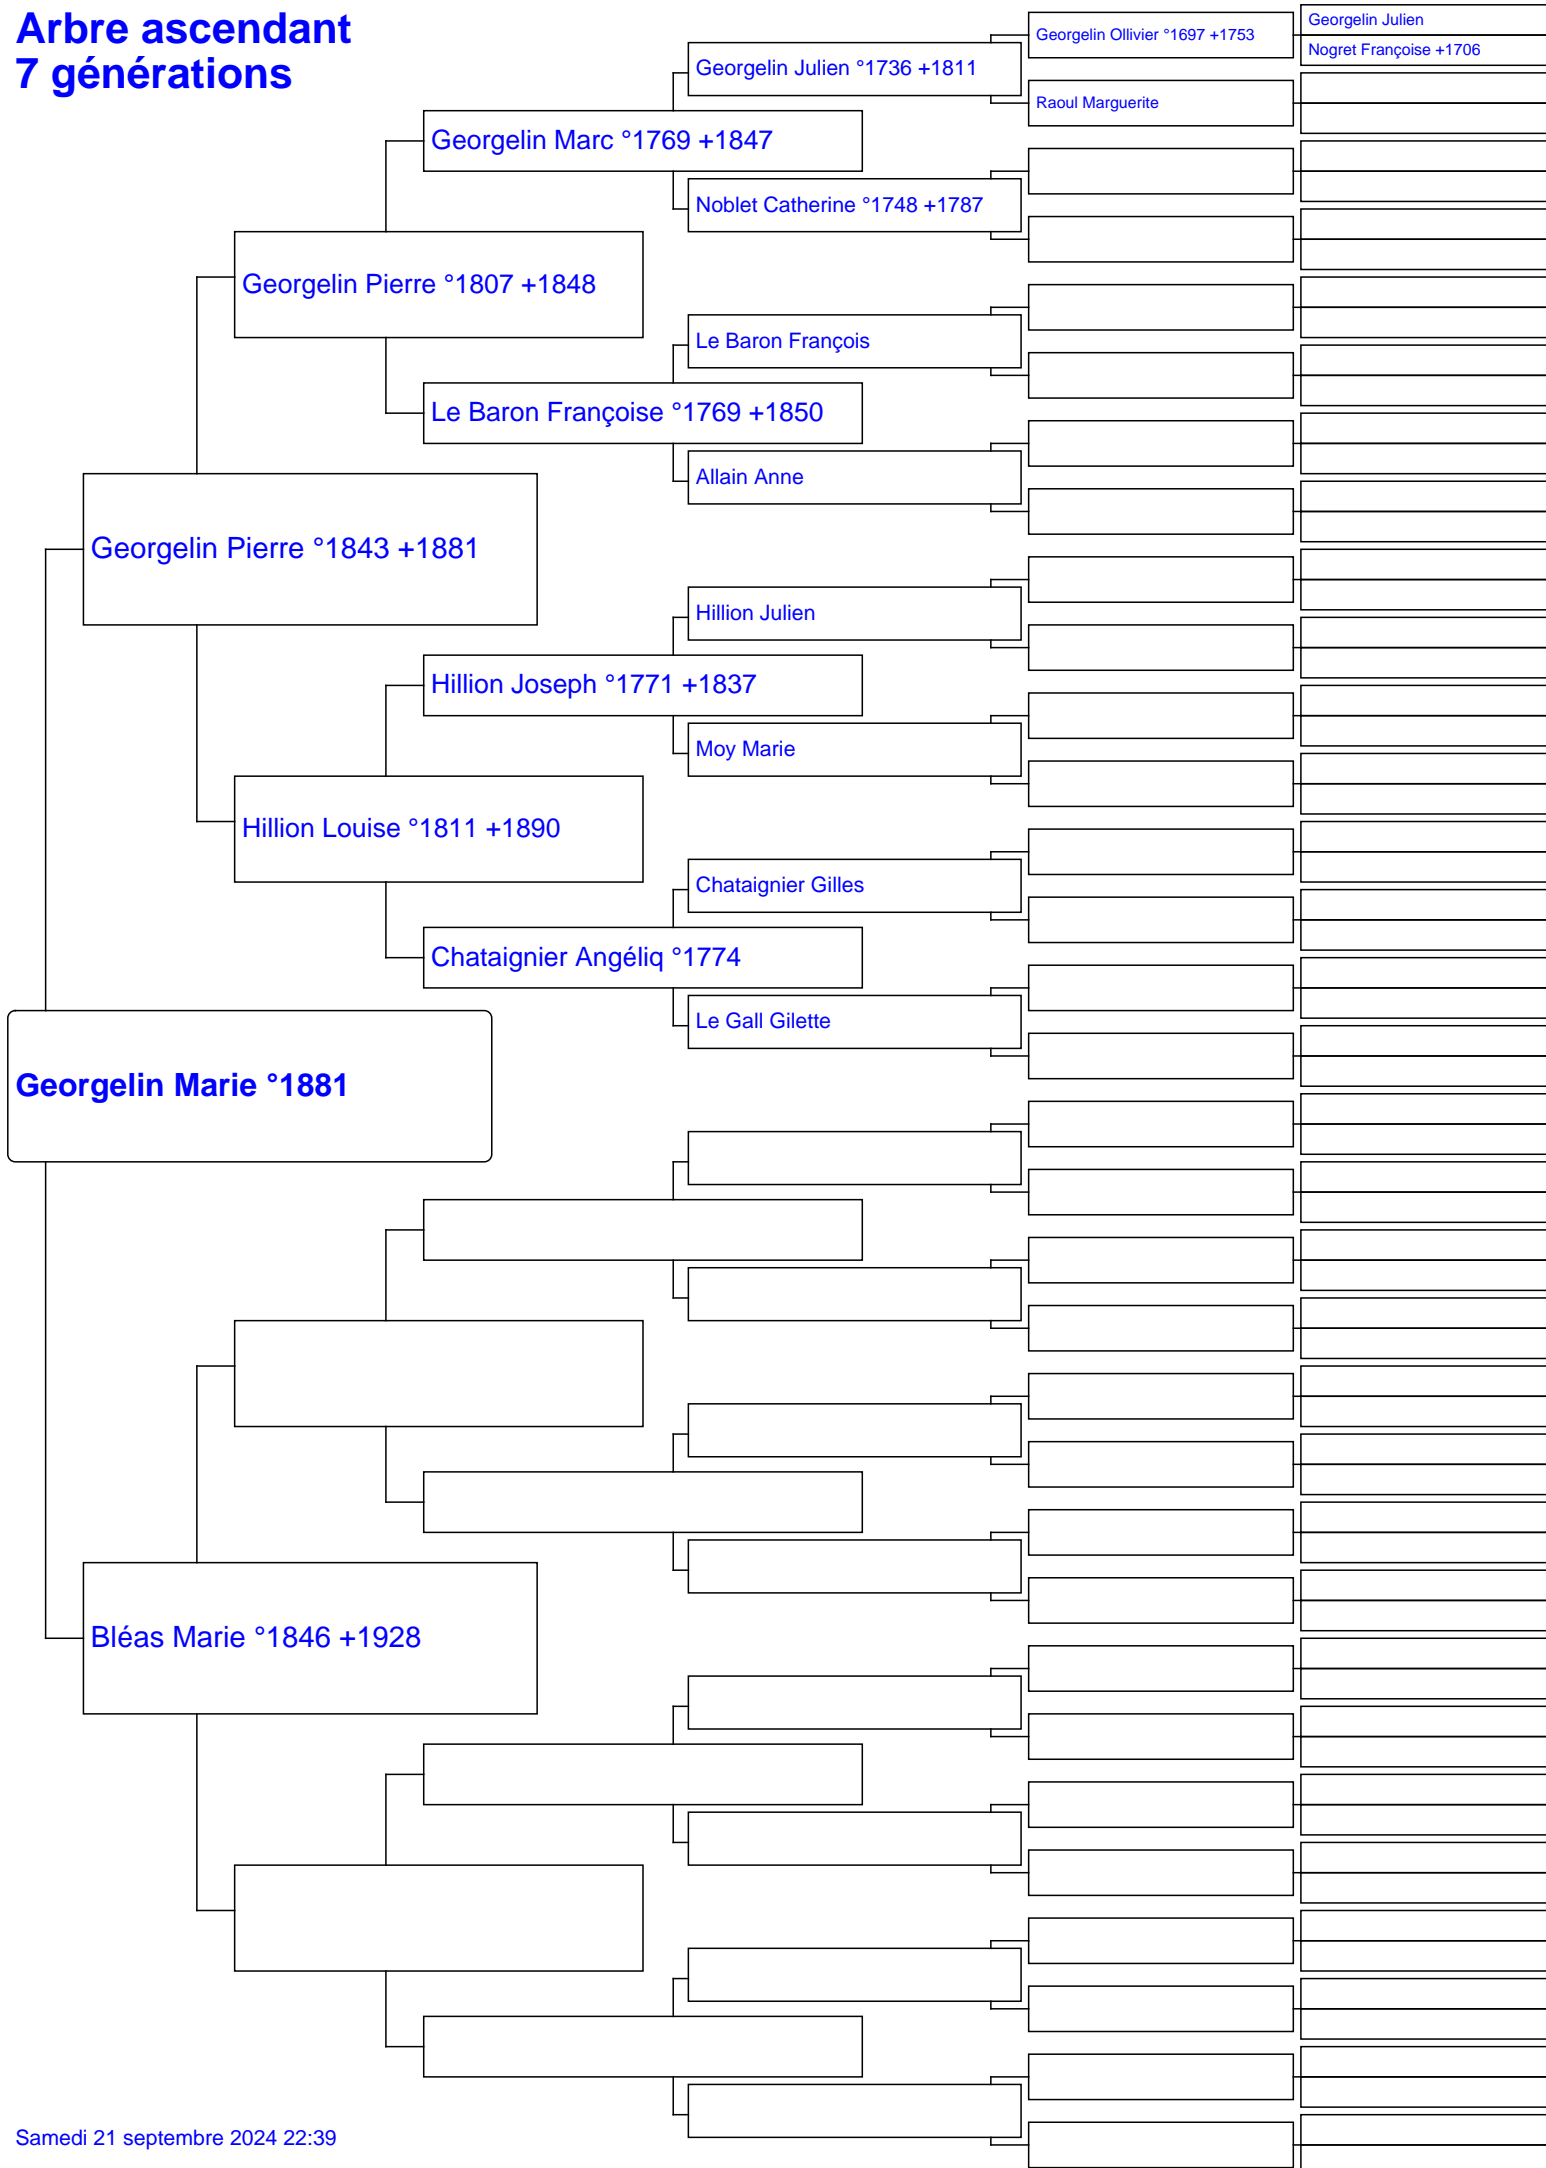 Arbre ascendant
7 générations
Georgelin Julien
Georgelin Ollivier °1697 +1753
Nogret Françoise +1706
Georgelin Julien °1736 +1811
Raoul Marguerite
Georgelin Marc °1769 +1847
Noblet Catherine °1748 +1787
Georgelin Pierre °1807 +1848
Le Baron François
Le Baron Françoise °1769 +1850
Allain Anne
Georgelin Pierre °1843 +1881
Hillion Julien
Hillion Joseph °1771 +1837
Moy Marie
Hillion Louise °1811 +1890
Chataignier Gilles
Chataignier Angéliq °1774
Le Gall Gilette
Georgelin Marie °1881
Bléas Marie °1846 +1928
Samedi 21 septembre 2024 22:39